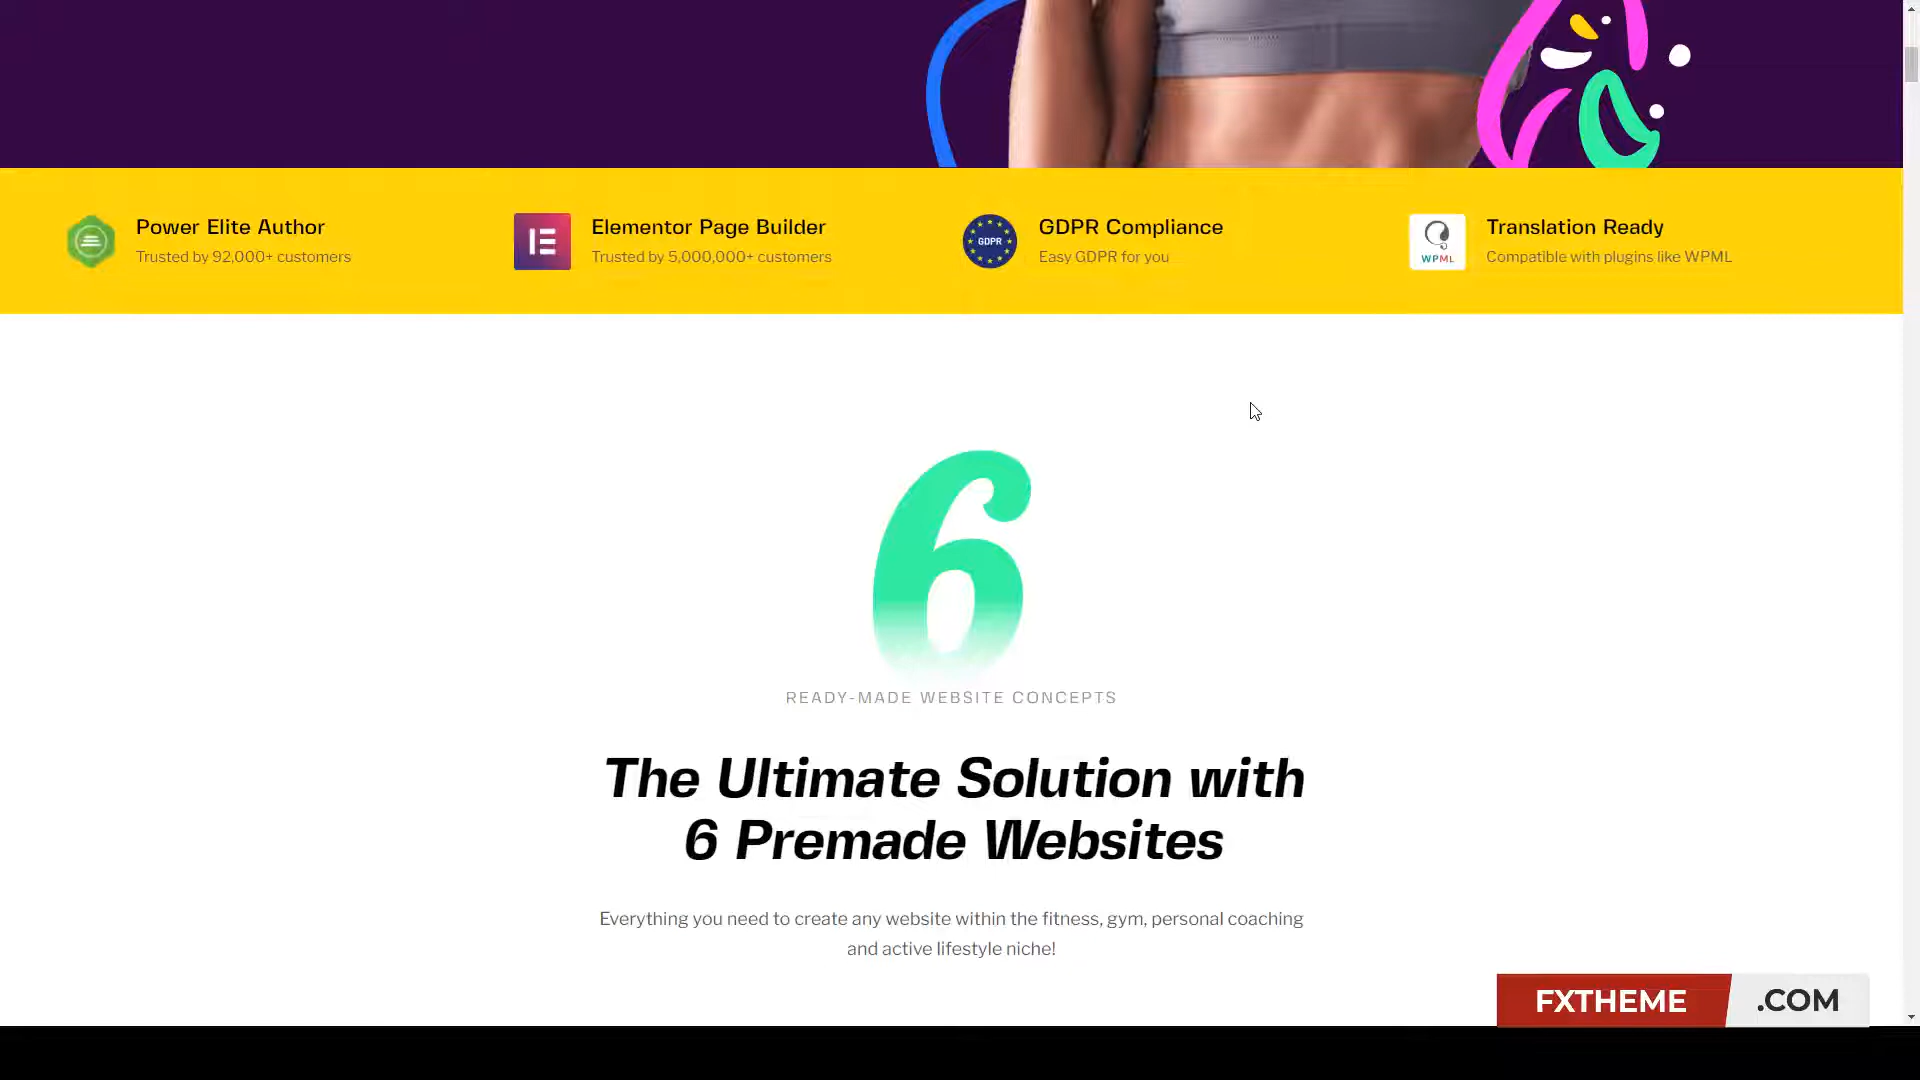 Power Elite Author
Trusted by 92,000+ customers
Elementor Page Builder
Trusted by 5,000,000+ customers
GDPR
GDPR Compliance
Easy GDPR for you
WPML
Translation Ready
Compatible with plugins like WPML
6
READY-MADE WEBSITE CONCEPTS
The Ultimate Solution with
6 Premade Websites
Everything you need to create any website within the fitness, gym, personal coaching
and active lifestyle niche!
FXTHEME .COM